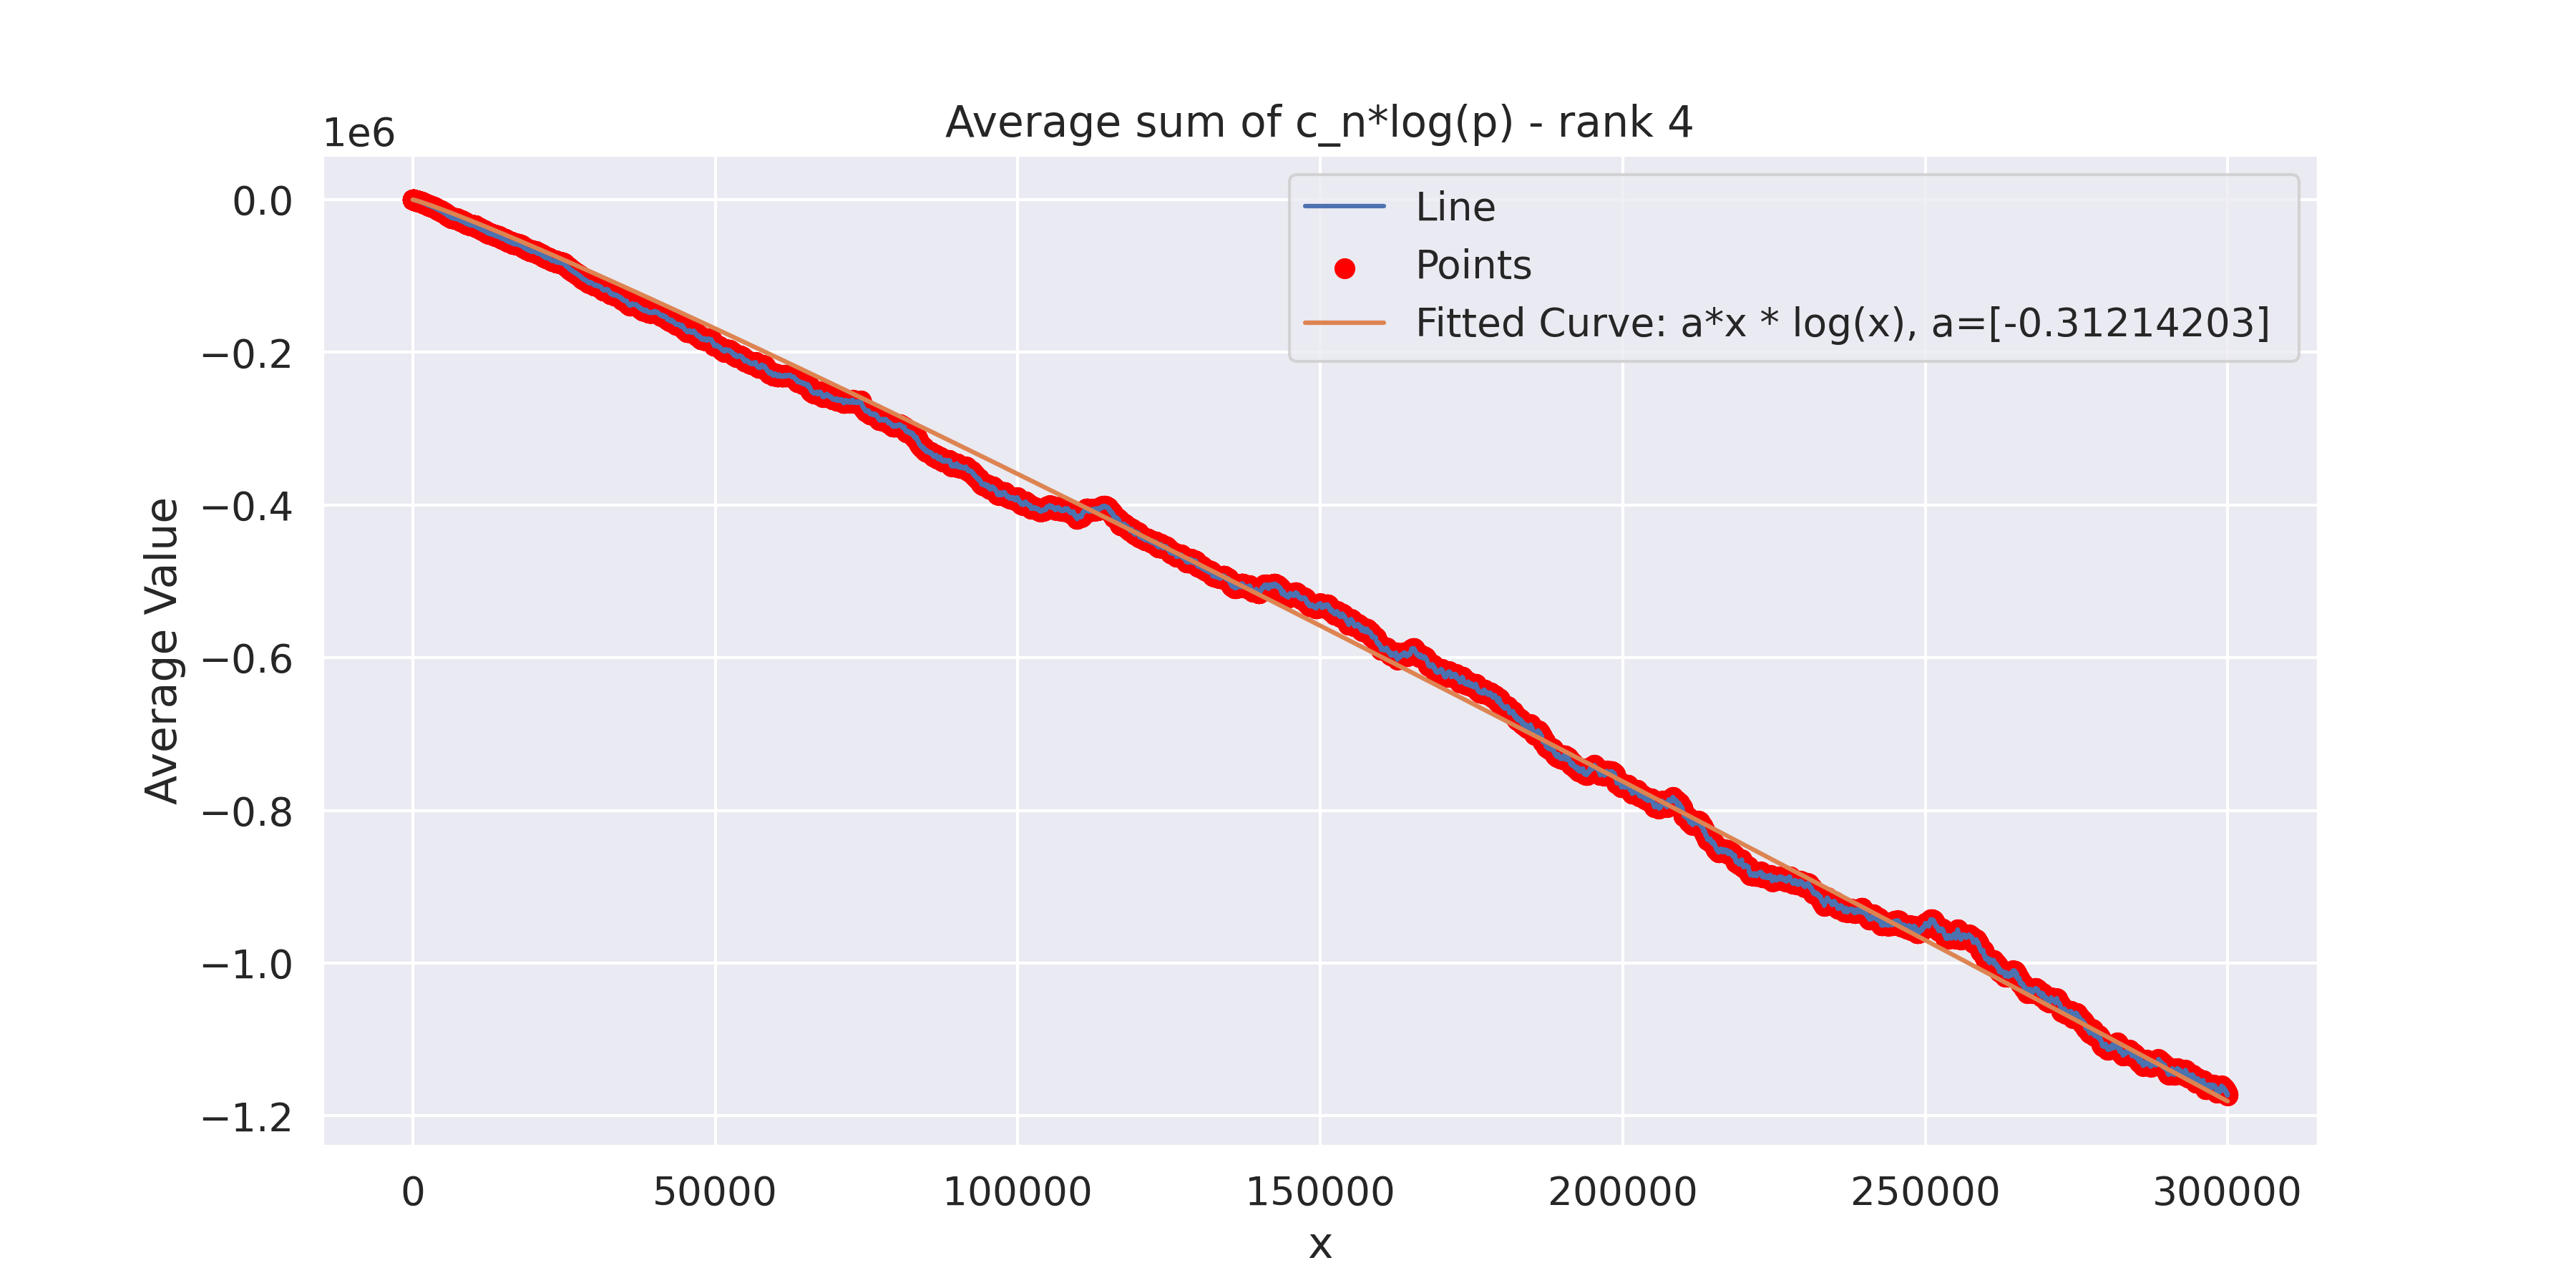 Average sum of c_n*log(p) - rank 4
1e6
Line
Points
Fitted Curve: a*x * log(x), a=[-0.31214203]
0.0
−0.2
−0.4
−0.6
−0.8
−1.0
−1.2
Average Value
0 50000 100000 150000 200000 250000 300000
x